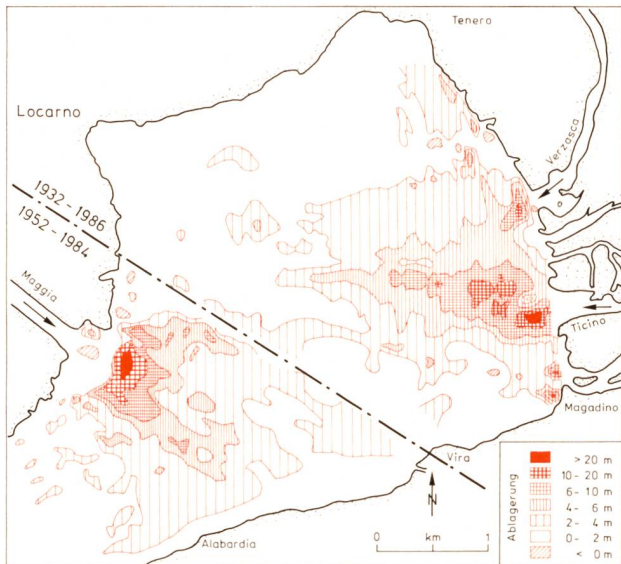 Tenero
Locarno
Verzasca
1932 - 1986
1952 - 1984
Maggia
Ticino
Magadino
Vira
N
0 km 1
Alabardia
Ablagerung
> 20 m
10 - 20 m
6 - 10 m
4 - 6 m
2 - 4 m
0 - 2 m
< 0 m